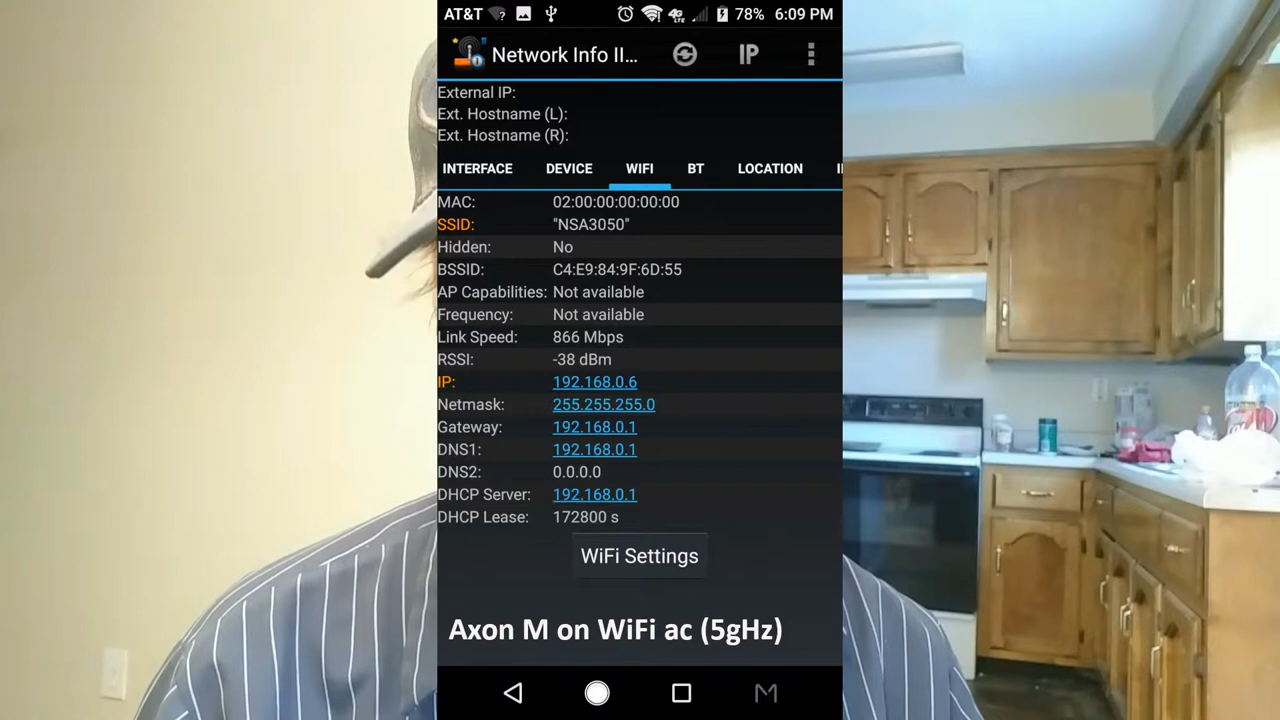 AT&T 4G LTE 78% 6:09 PM
Network Info II... IP
External IP:
Ext. Hostname (L):
Ext. Hostname (R):
INTERFACE DEVICE WIFI BT LOCATION
MAC: 02:00:00:00:00:00
SSID: "NSA3050"
Hidden: No
BSSID: C4:E9:84:9F:6D:55
AP Capabilities: Not available
Frequency: Not available
Link Speed: 866 Mbps
RSSI: -38 dBm
IP: 192.168.0.6
Netmask: 255.255.255.0
Gateway: 192.168.0.1
DNS1: 192.168.0.1
DNS2: 0.0.0.0
DHCP Server: 192.168.0.1
DHCP Lease: 172800 s
WiFi Settings
Axon M on WiFi ac (5gHz)
M